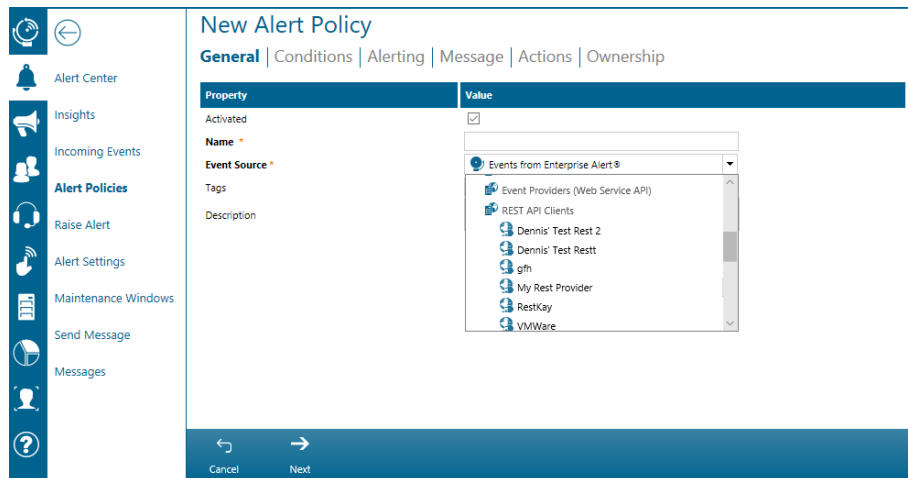 New Alert Policy
General | Conditions | Alerting | Message | Actions | Ownership
Alert Center
Insights
Incoming Events
Alert Policies
Raise Alert
Alert Settings
Maintenance Windows
Send Message
Messages
Property Value
Activated
Name *
Event Source * Events from Enterprise Alert®
Tags
Description
Event Providers (Web Service API)
REST API Clients
Dennis' Test Rest 2
Dennis' Test Restt
gfh
My Rest Provider
RestKay
VMWare
?
Cancel Next